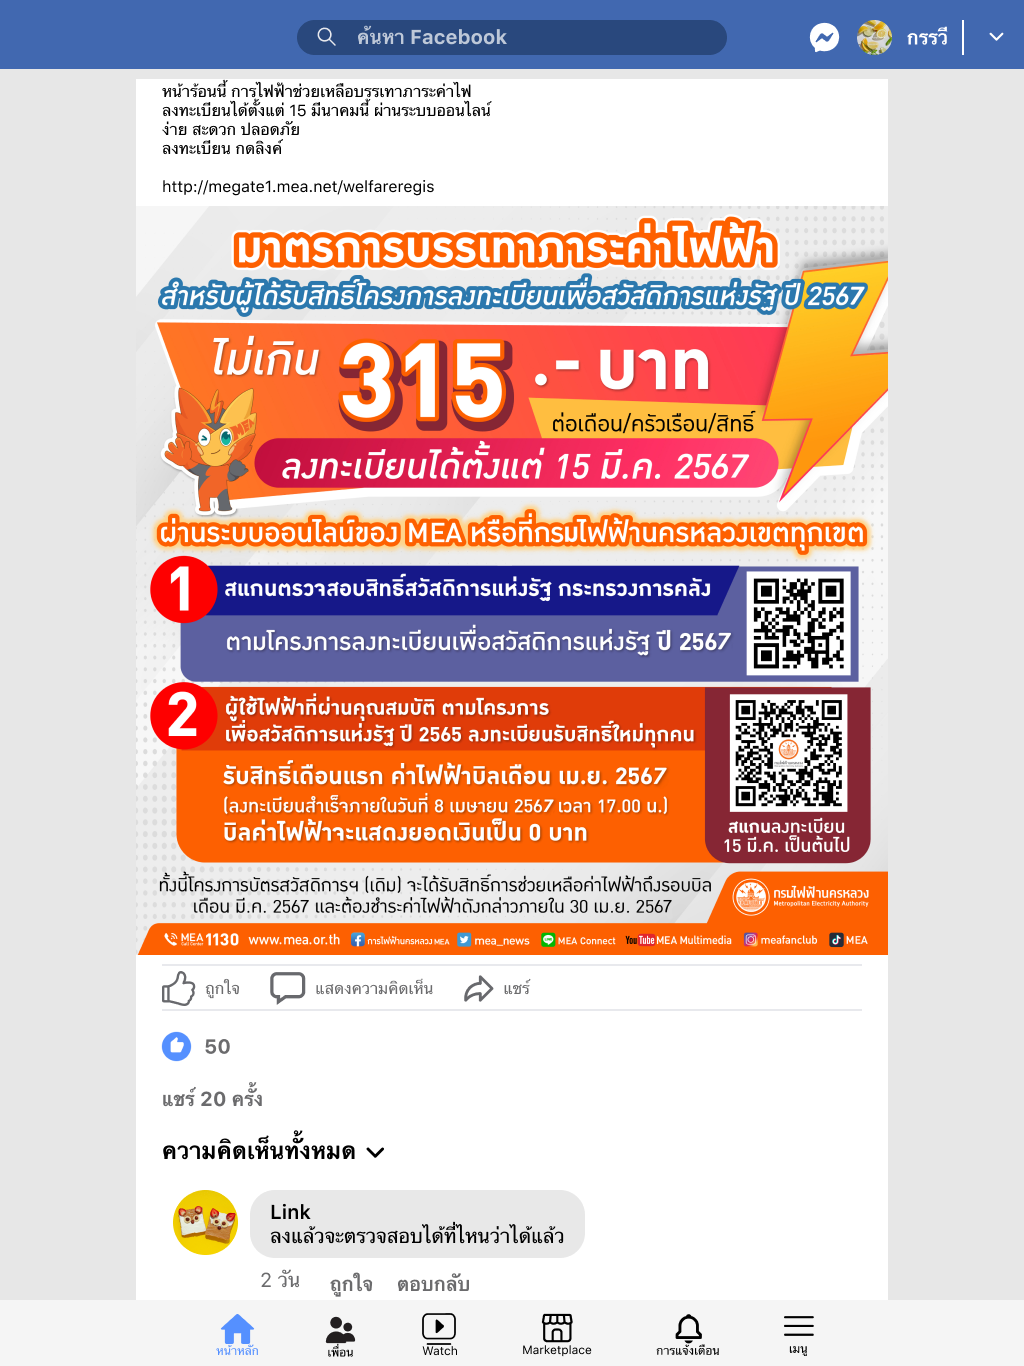 ค้นหา Facebook
กรรวี
หน้าร้อนนี้ การไฟฟ้าช่วยเหลือบรรเทาภาระค่าไฟ
ลงทะเบียนได้ตั้งแต่ 15 มีนาคมนี้ ผ่านระบบออนไลน์
ง่าย สะดวก ปลอดภัย
ลงทะเบียน กดลิงค์
http://megate1.mea.net/welfareregis
มาตรการบรรเทาภาระค่าไฟฟ้า
สำหรับผู้ได้รับสิทธิ์โครงการลงทะเบียนเพื่อสวัสดิการแห่งรัฐ ปี 2567
ไม่เกิน 315 .- บาท
ต่อเดือน/ครัวเรือน/สิทธิ์
MEA
ลงทะเบียนได้ตั้งแต่ 15 มี.ค. 2567
ผ่านระบบออนไลน์ของ MEA หรือที่กรมไฟฟ้านครหลวงเขตทุกเขต
1 สแกนตรวจสอบสิทธิ์สวัสดิการแห่งรัฐ กระทรวงการคลัง
ตามโครงการลงทะเบียนเพื่อสวัสดิการแห่งรัฐ ปี 2567
2 ผู้ใช้ไฟฟ้าที่ผ่านคุณสมบัติ ตามโครงการ
เพื่อสวัสดิการแห่งรัฐ ปี 2565 ลงทะเบียนรับสิทธิ์ใหม่ทุกคน
รับสิทธิ์เดือนแรก ค่าไฟฟ้าบิลเดือน เม.ย. 2567
(ลงทะเบียนสำเร็จภายในวันที่ 8 เมษายน 2567 เวลา 17.00 น.)
บิลค่าไฟฟ้าจะแสดงยอดเงินเป็น 0 บาท
สแกนลงทะเบียน
15 มี.ค. เป็นต้นไป
ทั้งนี้โครงการบัตรสวัสดิการฯ (เดิม) จะได้รับสิทธิ์การช่วยเหลือค่าไฟฟ้าถึงรอบบิล
เดือน มี.ค. 2567 และต้องชำระค่าไฟฟ้าดังกล่าวภายใน 30 เม.ย. 2567
กรมไฟฟ้านครหลวง
Metropolitan Electricity Authority
MEA 1130 www.mea.or.th การไฟฟ้านครหลวง MEA mea_news MEA Connect YouTube MEA Multimedia meafanclub MEA
ถูกใจ แสดงความคิดเห็น แชร์
50
แชร์ 20 ครั้ง
ความคิดเห็นทั้งหมด
Link
ลงแล้วจะตรวจสอบได้ที่ไหนว่าได้แล้ว
2 วัน ถูกใจ ตอบกลับ
หน้าหลัก เพื่อน Watch Marketplace การแจ้งเตือน เมนู